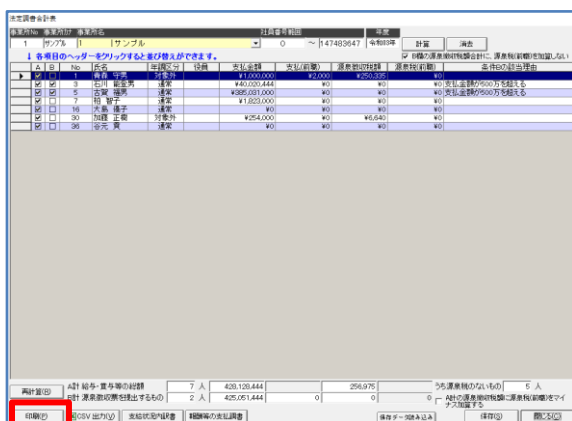 法定調書合計表
事業所No 事業所カナ 事業所名 社員番号範囲 年度
1 サンプル 1 サンプル 0 ～ 147483647 令和03年 計算 消去
↓ 各項目のヘッダーをクリックすると並び替えができます。 B欄の源泉徴収税額合計に、源泉税(前職)を加算しない
A B No 氏名 年調区分 役員 支払金額 支払(前職) 源泉徴収税額 源泉税(前職) 条件Bの該当理由
1 青森 守男 対象外 ¥1,000,000 ¥2,000 ¥250,335 ¥0
3 石川 能登男 通常 ¥40,020,444 ¥0 ¥0 ¥0 支払金額が500万を超える
5 古賀 福男 通常 ¥385,031,000 ¥0 ¥0 ¥0 支払金額が500万を超える
7 柏 智子 通常 ¥1,823,000 ¥0 ¥0 ¥0
16 大島 優子 通常 ¥0 ¥0 ¥0
30 加藤 正樹 対象外 ¥254,000 ¥0 ¥6,640 ¥0
36 谷元 貢 通常 ¥0 ¥0 ¥0
再計算(R) A計 給与・賞与等の総額 7 人 428,128,444 256,975 うち源泉税のないもの 5 人
B計 源泉徴収票を提出するもの 2 人 425,051,444 0 0 0 A計の源泉徴収税額に源泉税(前職)をマイナス加算する
印刷(P) CSV 出力(V) 支給状況内訳書 報酬等の支払調書 保存データ読み込み 保存(S) 閉じる(C)